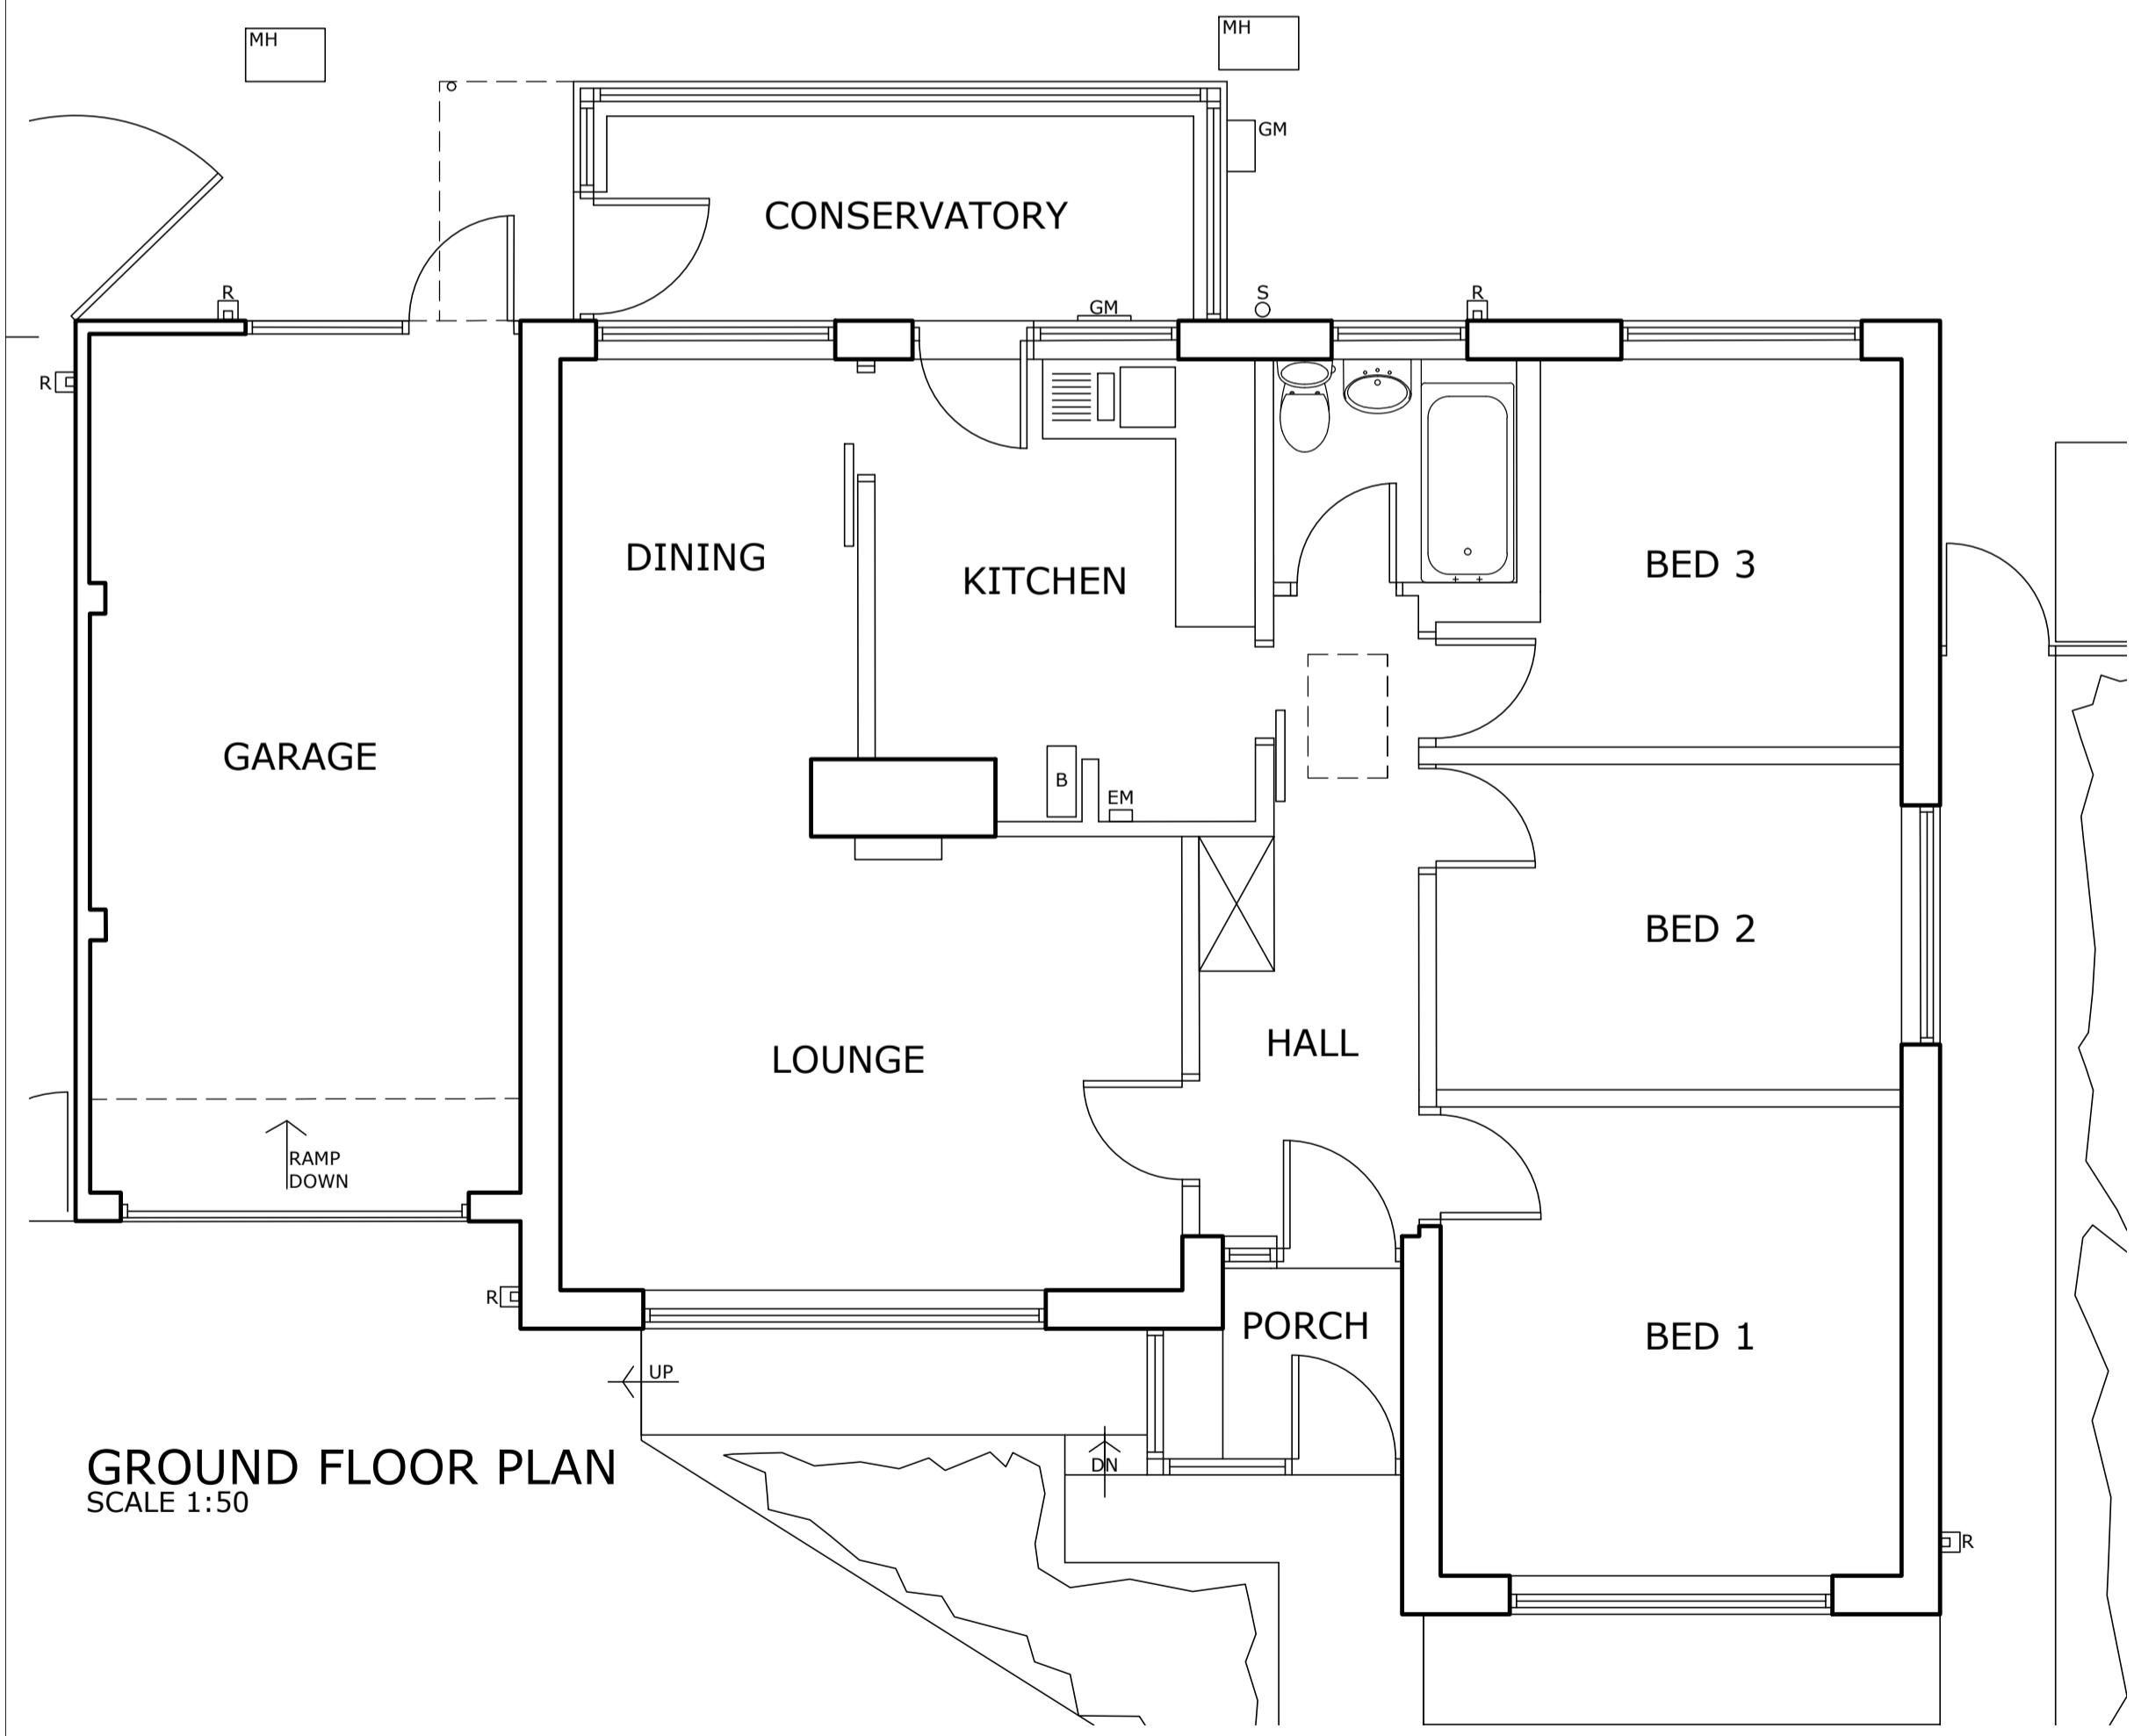 MH
MH
GM
CONSERVATORY
R
GM
S
R
R
DINING
KITCHEN
BED 3
GARAGE
B
EM
BED 2
HALL
LOUNGE
RAMP
DOWN
R
PORCH
BED 1
UP
DN
GROUND FLOOR PLAN
SCALE 1:50
R